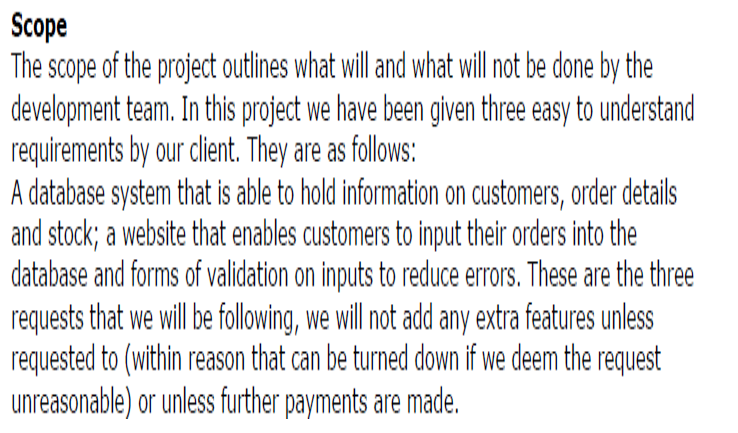 Scope
The scope of the project outlines what will and what will not be done by the
development team. In this project we have been given three easy to understand
requirements by our client. They are as follows:
A database system that is able to hold information on customers, order details
and stock; a website that enables customers to input their orders into the
database and forms of validation on inputs to reduce errors. These are the three
requests that we will be following, we will not add any extra features unless
requested to (within reason that can be turned down if we deem the request
unreasonable) or unless further payments are made.